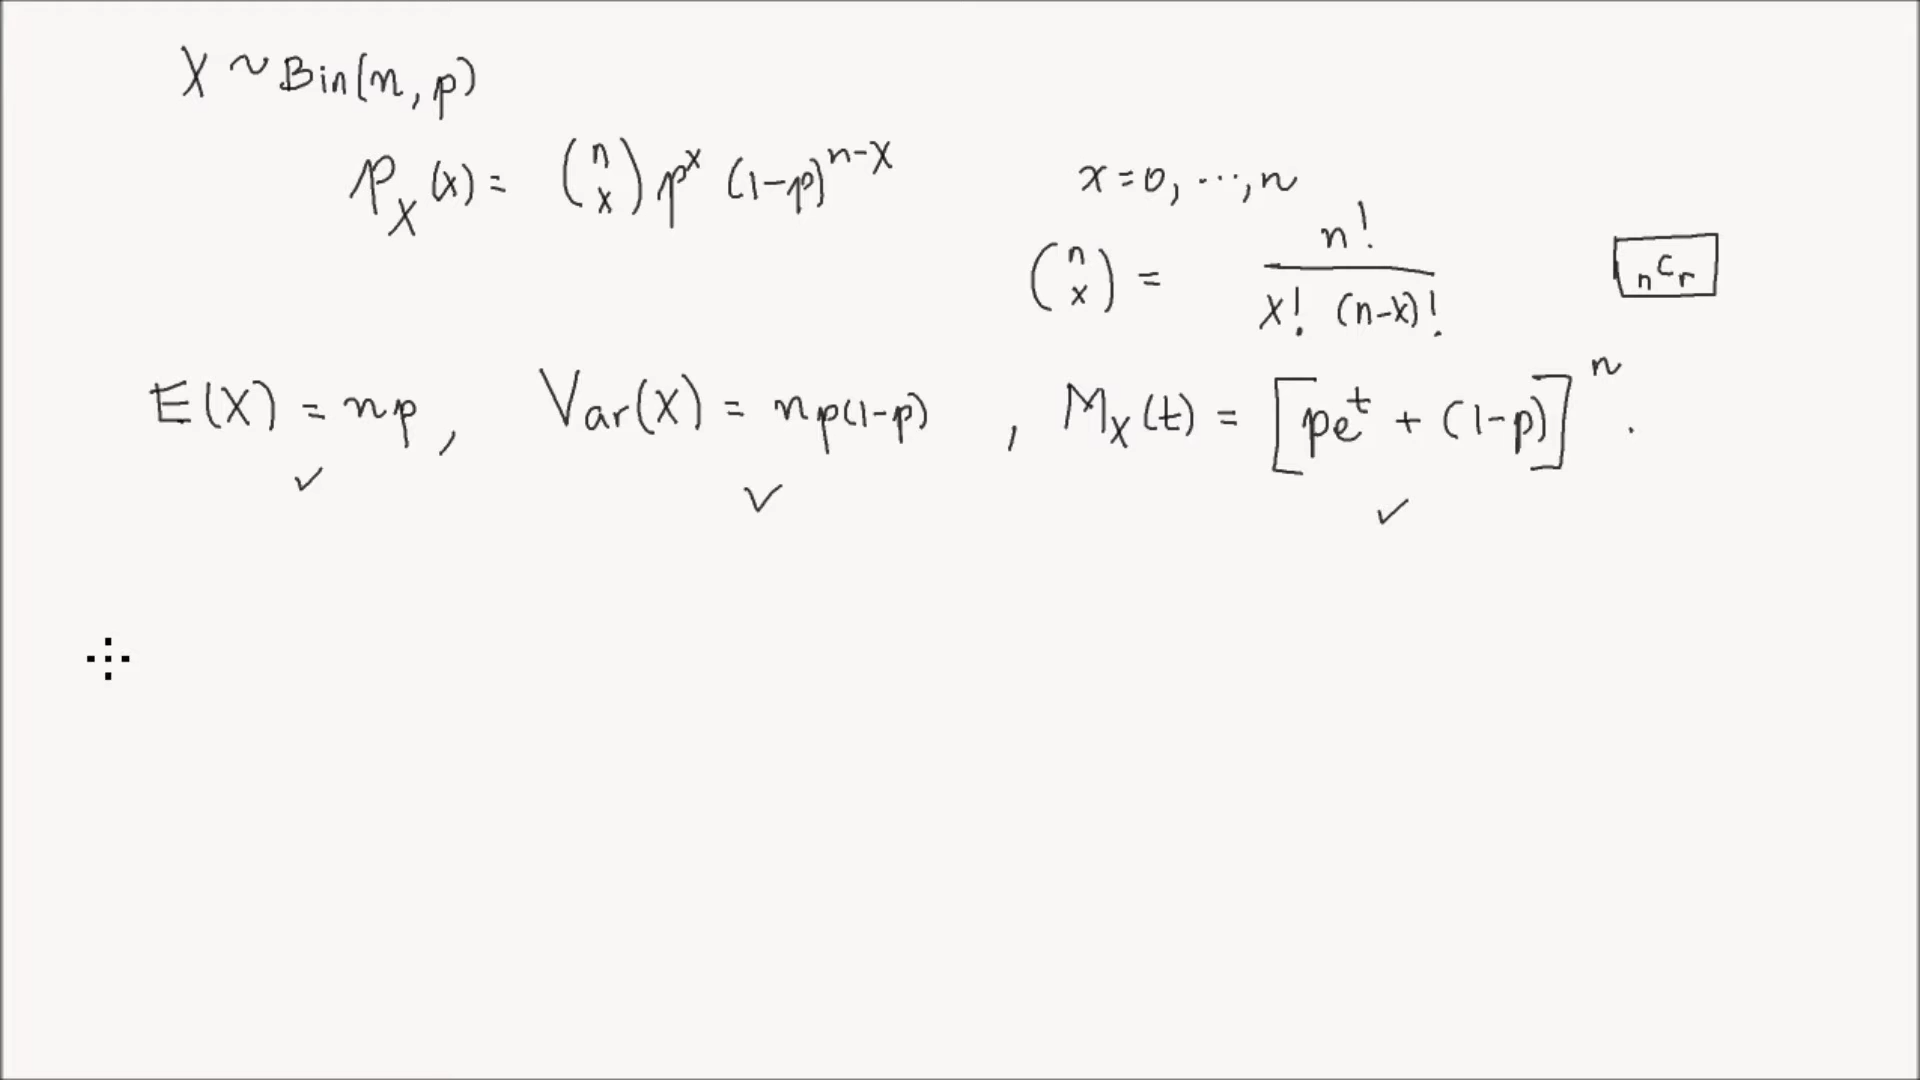 X ~ Bin(n, p)
p_X(x) = (n x) p^x (1-p)^{n-x}    x = 0, ..., n
(n x) = n! / x! (n-x)!    nCr
E(X) = np,    Var(X) = np(1-p),    M_X(t) = [pe^t + (1-p)]^n.
✓    ✓    ✓